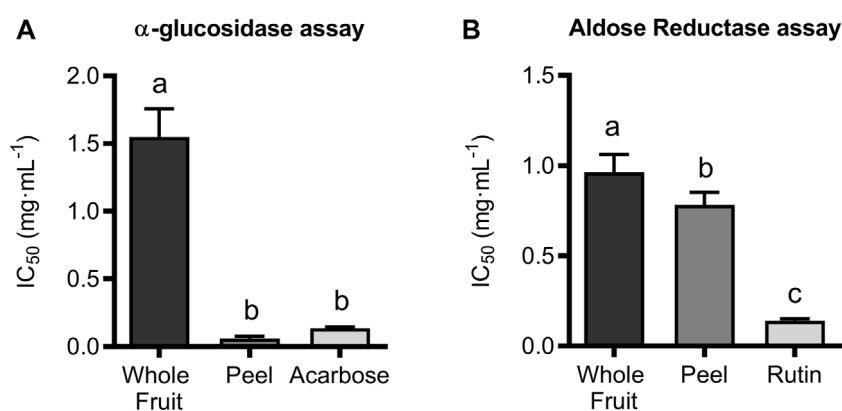 A
α-glucosidase assay
IC₅₀ (mg·mL⁻¹)
2.0
1.5
1.0
0.5
0.0
a
b
b
Whole Fruit
Peel
Acarbose
B
Aldose Reductase assay
IC₅₀ (mg·mL⁻¹)
1.5
1.0
0.5
0.0
a
b
c
Whole Fruit
Peel
Rutin